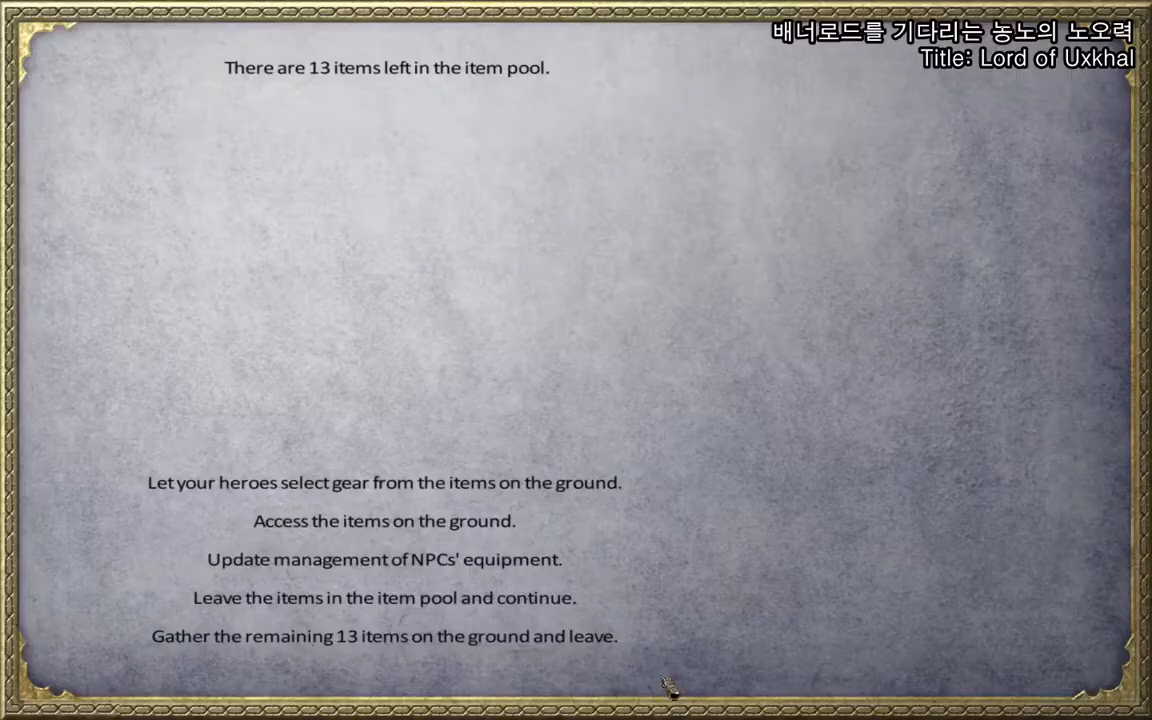 배너로드를 기다리는 농노의 노오력
Title: Lord of Uxkhal
There are 13 items left in the item pool.
Let your heroes select gear from the items on the ground.
Access the items on the ground.
Update management of NPCs' equipment.
Leave the items in the item pool and continue.
Gather the remaining 13 items on the ground and leave.